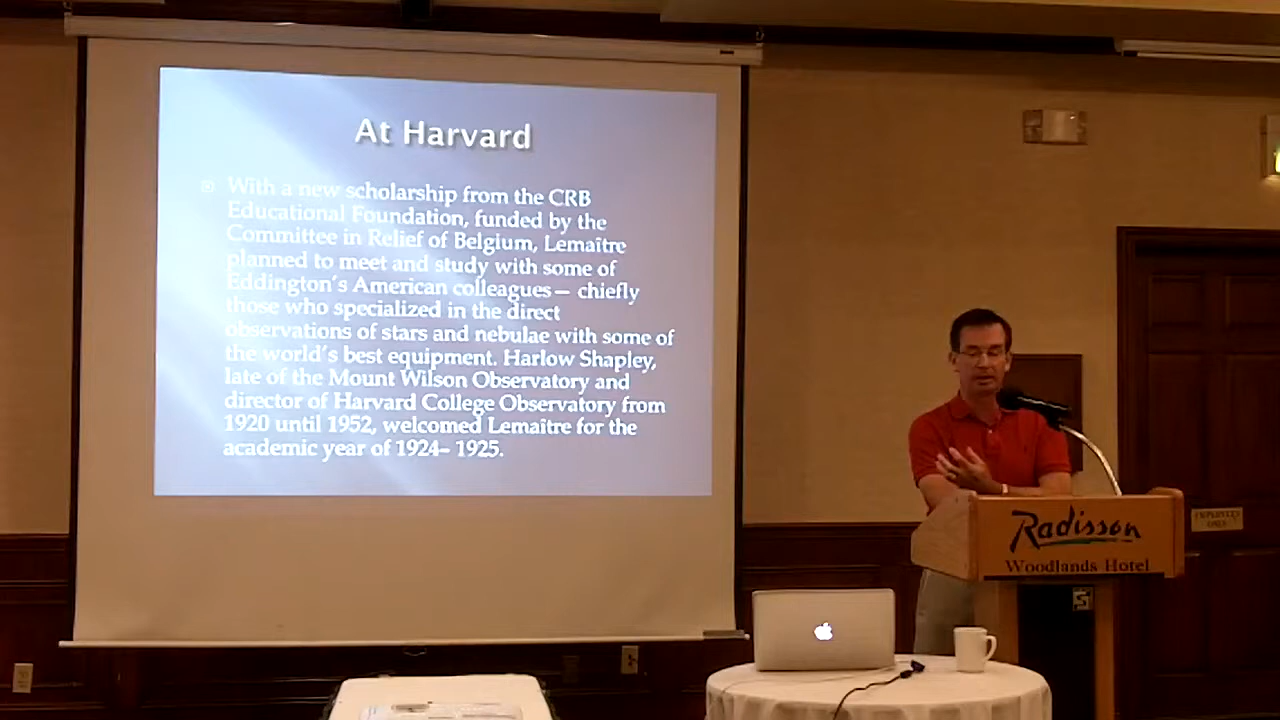 At Harvard
With a new scholarship from the CRB
Educational Foundation, funded by the
Committee in Relief of Belgium, Lemaître
planned to meet and study with some of
Eddington's American colleagues— chiefly
those who specialized in the direct
observations of stars and nebulae with some of
the world's best equipment. Harlow Shapley,
late of the Mount Wilson Observatory and
director of Harvard College Observatory from
1920 until 1952, welcomed Lemaître for the
academic year of 1924– 1925.
Radisson
Woodlands Hotel
EMPLOYEES
ONLY